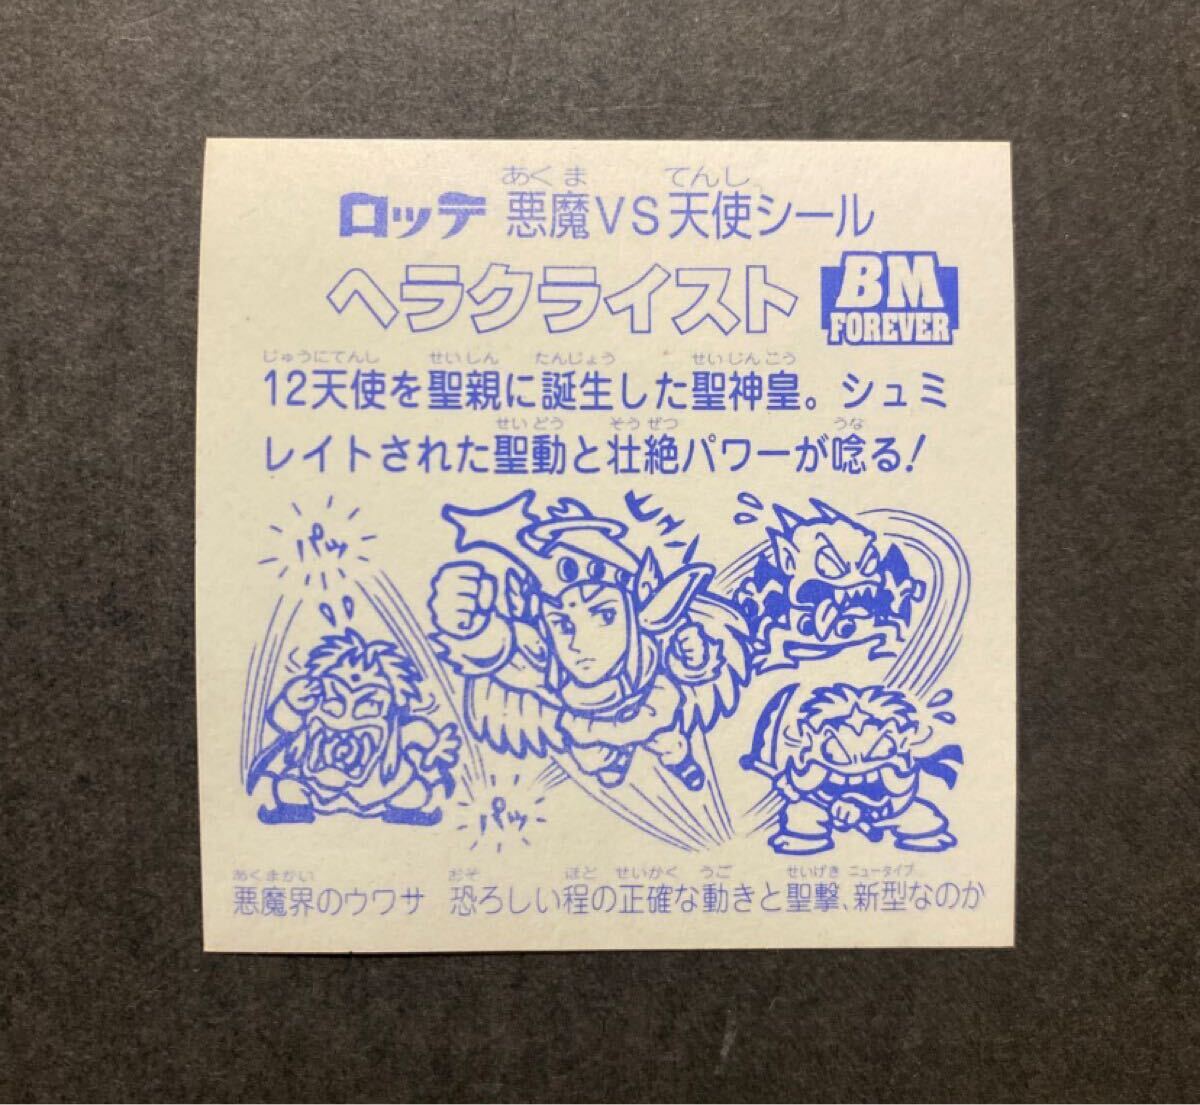 あくま てんし
ロッテ 悪魔VS天使シール
ヘラクライスト BM FOREVER
じゅうにてんし せいしん たんじょう せいじんこう
12天使を聖親に誕生した聖神皇。シュミ
せいどう そうぜつ うな
レイトされた聖動と壮絶パワーが唸る!
ヒュッ
パッ
パッ
あくまかい おそ ほど せいかく うご せいげき ニュータイプ
悪魔界のウワサ 恐ろしい程の正確な動きと聖撃、新型なのか